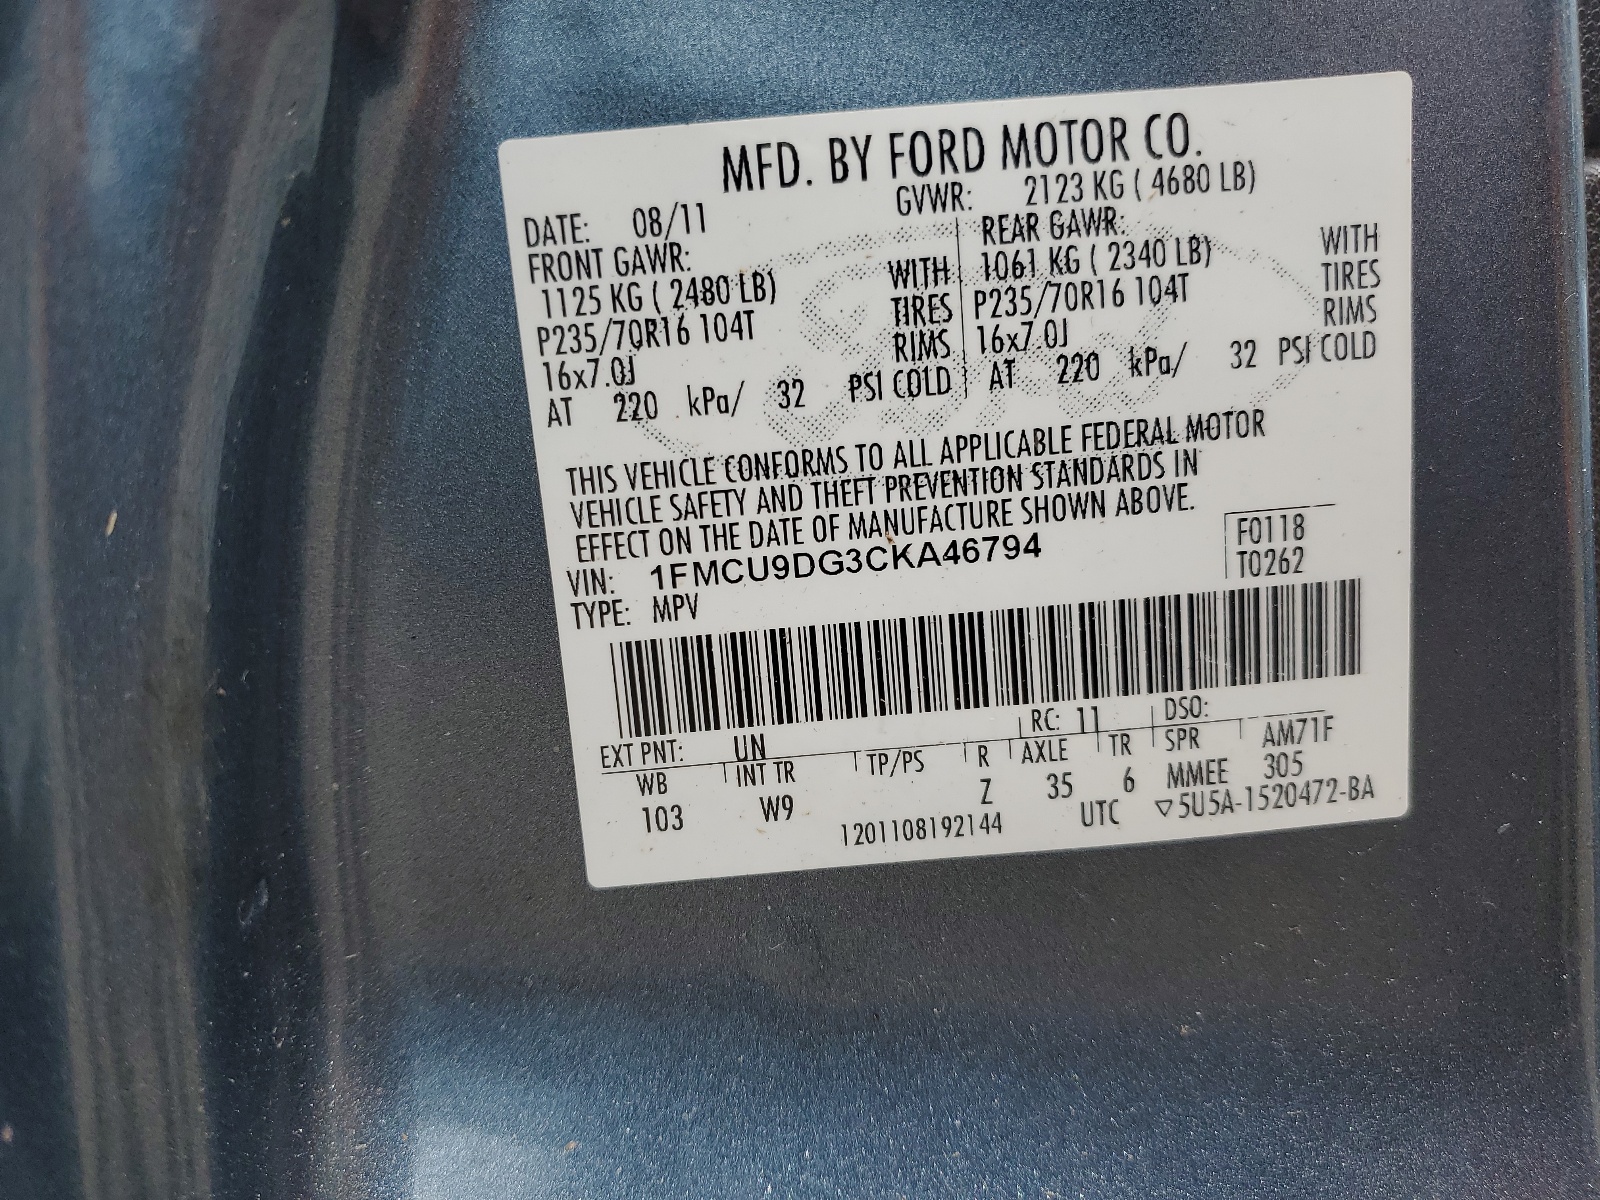 MFD. BY FORD MOTOR CO.
DATE: 08/11 GVWR: 2123 KG ( 4680 LB)
FRONT GAWR: REAR GAWR:
1125 KG ( 2480 LB) WITH 1061 KG ( 2340 LB) WITH
P235/70R16 104T TIRES P235/70R16 104T TIRES
16x7.0J RIMS 16x7.0J RIMS
AT 220 kPa/ 32 PSI COLD AT 220 kPa/ 32 PSI COLD
THIS VEHICLE CONFORMS TO ALL APPLICABLE FEDERAL MOTOR
VEHICLE SAFETY AND THEFT PREVENTION STANDARDS IN
EFFECT ON THE DATE OF MANUFACTURE SHOWN ABOVE.
VIN: 1FMCU9DG3CKA46794 F0118
TYPE: MPV T0262
EXT PNT: UN RC: 11 DSO:
WB INT TR TP/PS R AXLE TR SPR AM71F
103 W9 Z 35 6 MMEE 305
1201108192144 UTC ▽5U5A-1520472-BA